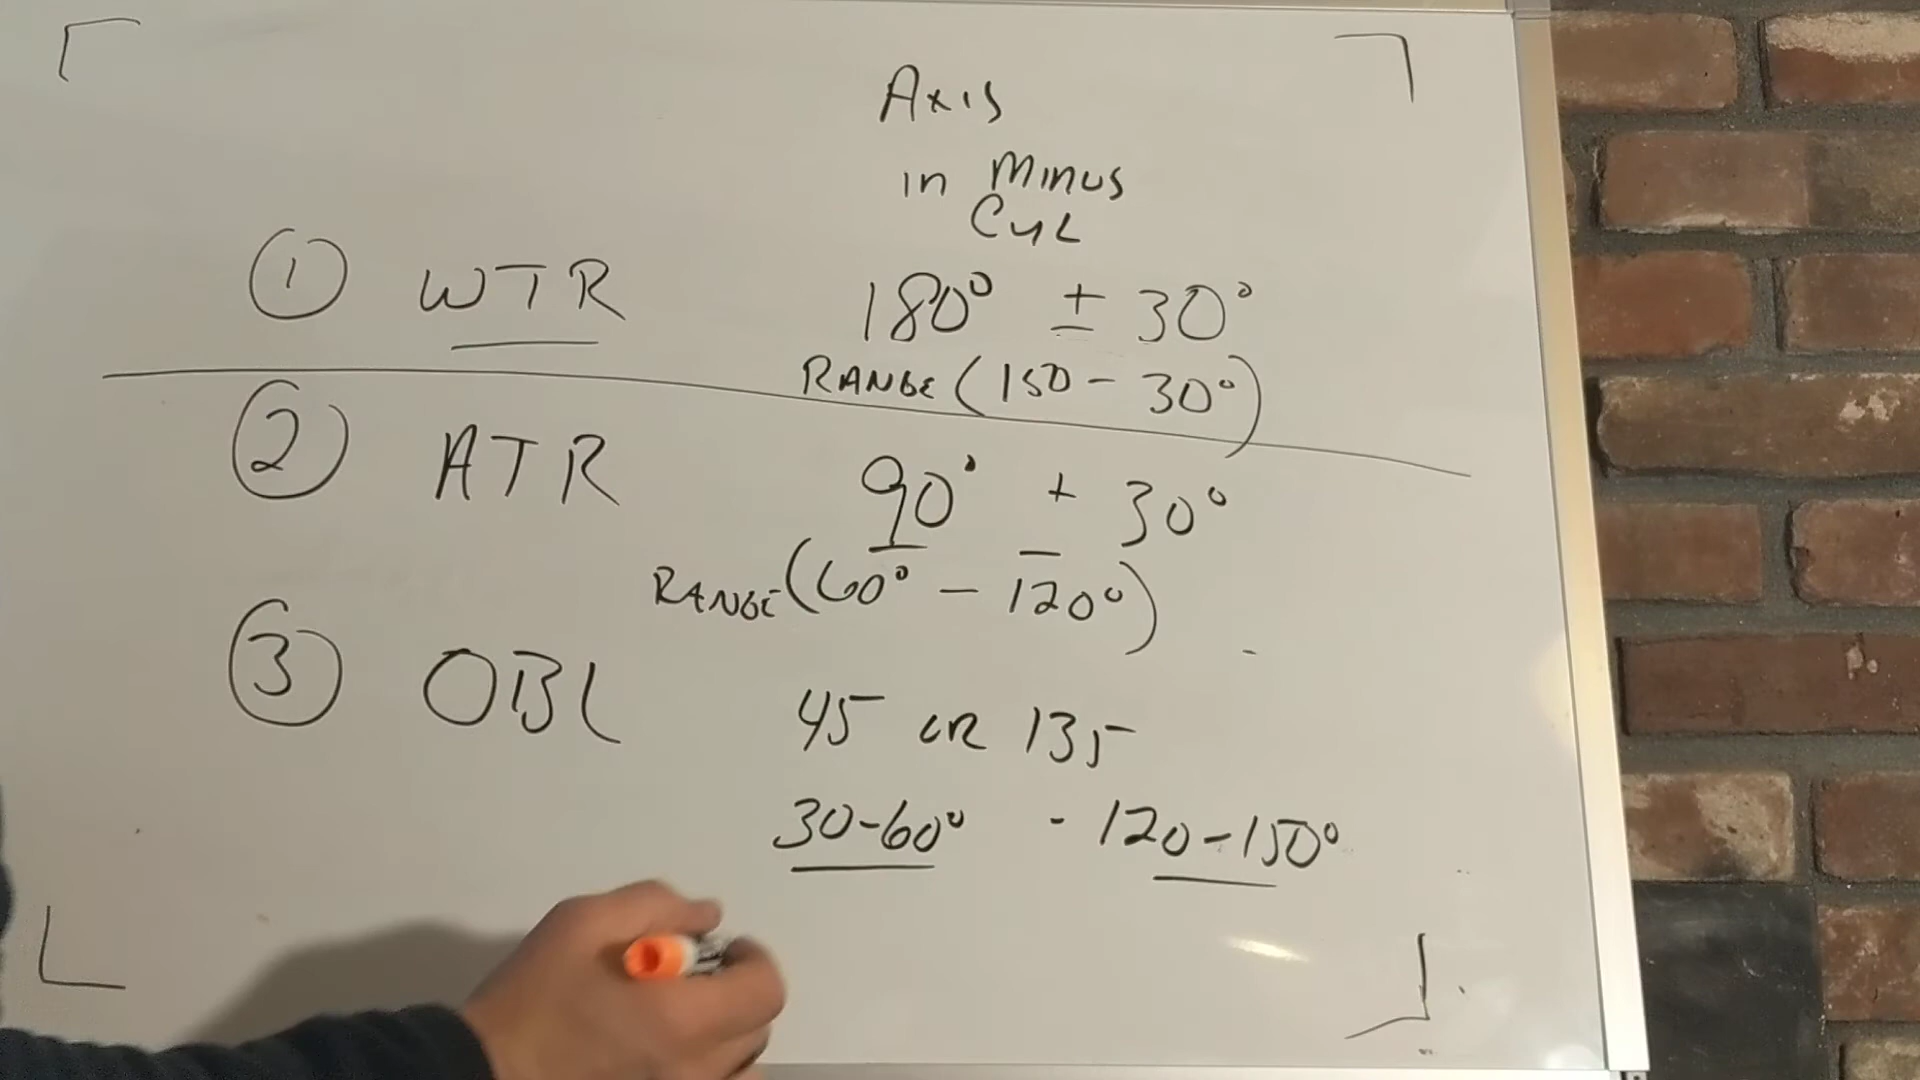 Axis
in Minus
CYL
① WTR 180° ± 30°
RANGE (150 - 30°)
② ATR 90° ± 30°
RANGE (60° - 120°)
③ OBL 45 OR 135
30-60° - 120-150°